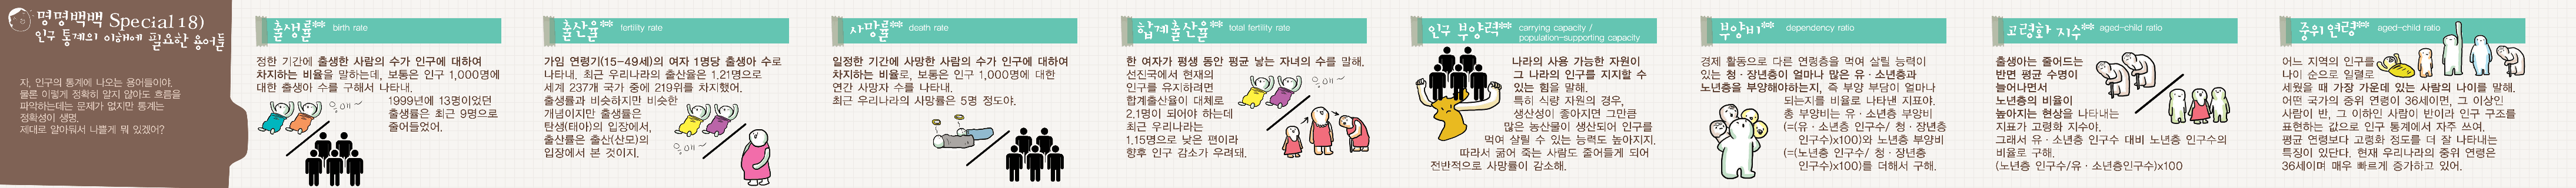 명명백백 Special 18)
인구 통계의 이해에 필요한 용어들
자, 인구의 통계에 나오는 용어들이야.
물론 이렇게 정확히 알지 않아도 흐름을
파악하는데는 문제가 없지만 통계는
정확성이 생명.
제대로 알아둬서 나쁠게 뭐 있겠어?
출생률 birth rate
정한 기간에 출생한 사람의 수가 인구에 대하여
차지하는 비율을 말하는데, 보통은 인구 1,000명에
대한 출생아 수를 구해서 나타내.
1999년에 13명이었던
출생률은 최근 9명으로
줄어들었어.
응애~
출산율 fertility rate
가임 연령기(15-49세)의 여자 1명당 출생아 수로
나타내. 최근 우리나라의 출산율은 1.21명으로
세계 237개 국가 중에 219위를 차지했어.
출생률과 비슷하지만 비슷한
개념이지만 출생률은
탄생(태아)의 입장에서,
출산률은 출산(산모)의
입장에서 본 것이지.
응애~
사망률 death rate
일정한 기간에 사망한 사람의 수가 인구에 대하여
차지하는 비율로, 보통은 인구 1,000명에 대한
연간 사망자 수를 나타내.
최근 우리나라의 사망률은 5명 정도야.
합계출산율 total fertility rate
한 여자가 평생 동안 평균 낳는 자녀의 수를 말해.
선진국에서 현재의
인구를 유지하려면
합계출산율이 대체로
2.1명이 되어야 하는데
최근 우리나라는
1.15명으로 낮은 편이라
향후 인구 감소가 우려돼.
응애~
인구 부양력 carrying capacity /
population-supporting capacity
나라의 사용 가능한 자원이
그 나라의 인구를 지지할 수
있는 힘을 말해.
특히 식량 자원의 경우,
생산성이 좋아지면 그만큼
많은 농산물이 생산되어 인구를
먹여 살릴 수 있는 능력도 높아지지.
따라서 굶어 죽는 사람도 줄어들게 되어
전반적으로 사망률이 감소해.
부양비 dependency ratio
경제 활동으로 다른 연령층을 먹여 살릴 능력이
있는 청·장년층이 얼마나 많은 유·소년층과
노년층을 부양해야하는지, 즉 부양 부담이 얼마나
되는지를 비율로 나타낸 지표야.
총 부양비는 유·소년층 부양비
(=(유·소년층 인구수/ 청·장년층
인구수)x100)와 노년층 부양비
(=(노년층 인구수/ 청·장년층
인구수)x100)를 더해서 구해.
고령화 지수 aged-child ratio
출생아는 줄어드는
반면 평균 수명이
늘어나면서
노년층의 비율이
높아지는 현상을 나타내는
지표가 고령화 지수야.
그래서 유·소년층 인구수 대비 노년층 인구수의
비율로 구해.
(노년층 인구수/유·소년층인구수)x100
중위 연령 aged-child ratio
어느 지역의 인구를
나이 순으로 일렬로
세웠을 때 가장 가운데 있는 사람의 나이를 말해.
어떤 국가의 중위 연령이 36세이면, 그 이상인
사람이 반, 그 이하인 사람이 반이라 인구 구조를
표현하는 값으로 인구 통계에서 자주 쓰여.
평균 연령보다 고령화 정도를 더 잘 나타내는
특징이 있단다. 현재 우리나라의 중위 연령은
36세이며 매우 빠르게 증가하고 있어.